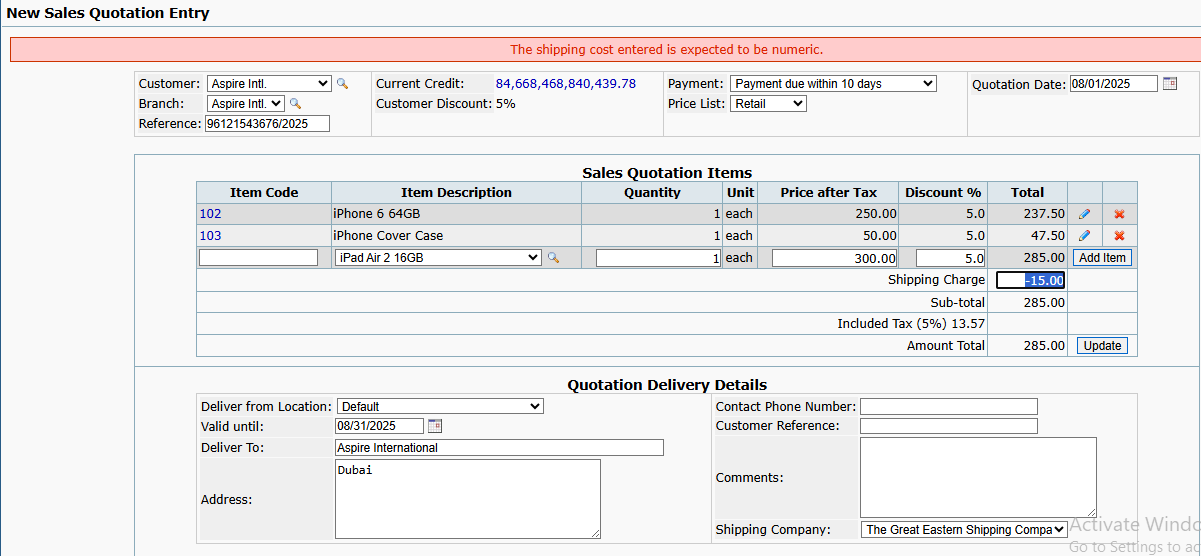 New Sales Quotation Entry
The shipping cost entered is expected to be numeric.
Customer: Aspire Intl. Current Credit: 84,668,468,840,439.78 Payment: Payment due within 10 days Quotation Date: 08/01/2025
Branch: Aspire Intl. Customer Discount: 5% Price List: Retail
Reference: 96121543676/2025
Sales Quotation Items
Item Code Item Description Quantity Unit Price after Tax Discount % Total
102 iPhone 6 64GB 1 each 250.00 5.0 237.50
103 iPhone Cover Case 1 each 50.00 5.0 47.50
iPad Air 2 16GB 1 each 300.00 5.0 285.00 Add Item
Shipping Charge -15.00
Sub-total 285.00
Included Tax (5%) 13.57
Amount Total 285.00 Update
Quotation Delivery Details
Deliver from Location: Default Contact Phone Number:
Valid until: 08/31/2025 Customer Reference:
Deliver To: Aspire International
Address: Dubai
Comments:
Shipping Company: The Great Eastern Shipping Compa
Activate Windo
Go to Settings to ac